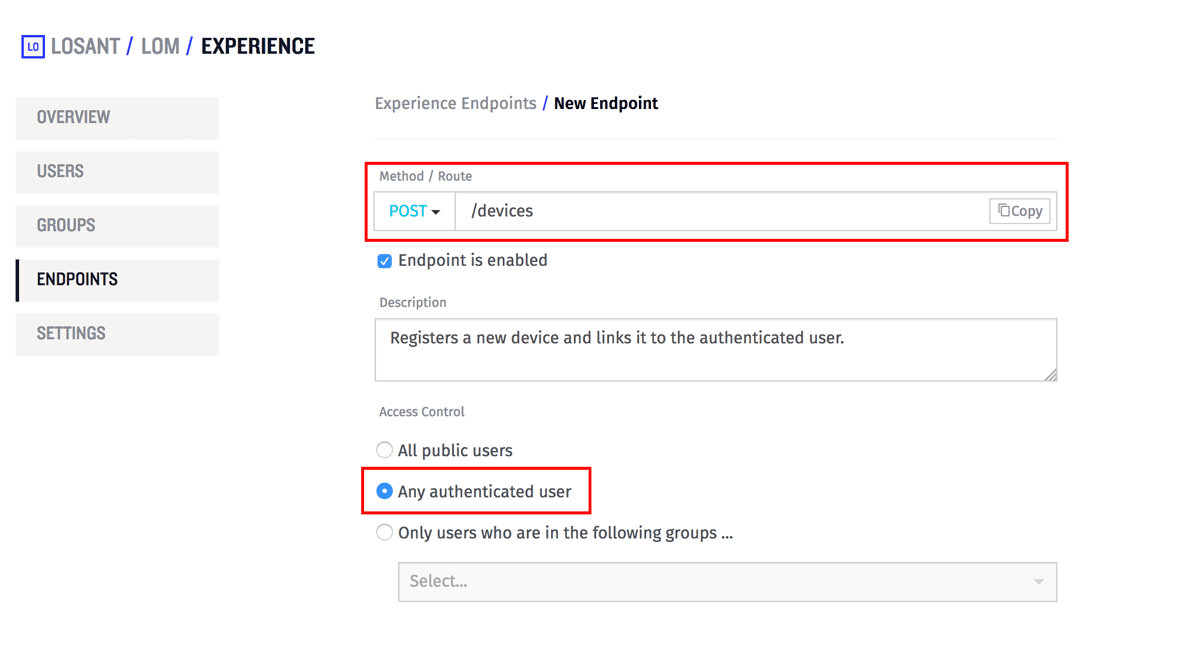 LO LOSANT / LOM / EXPERIENCE
OVERVIEW
USERS
GROUPS
ENDPOINTS
SETTINGS
Experience Endpoints / New Endpoint
Method / Route
POST /devices Copy
Endpoint is enabled
Description
Registers a new device and links it to the authenticated user.
Access Control
All public users
Any authenticated user
Only users who are in the following groups ...
Select...